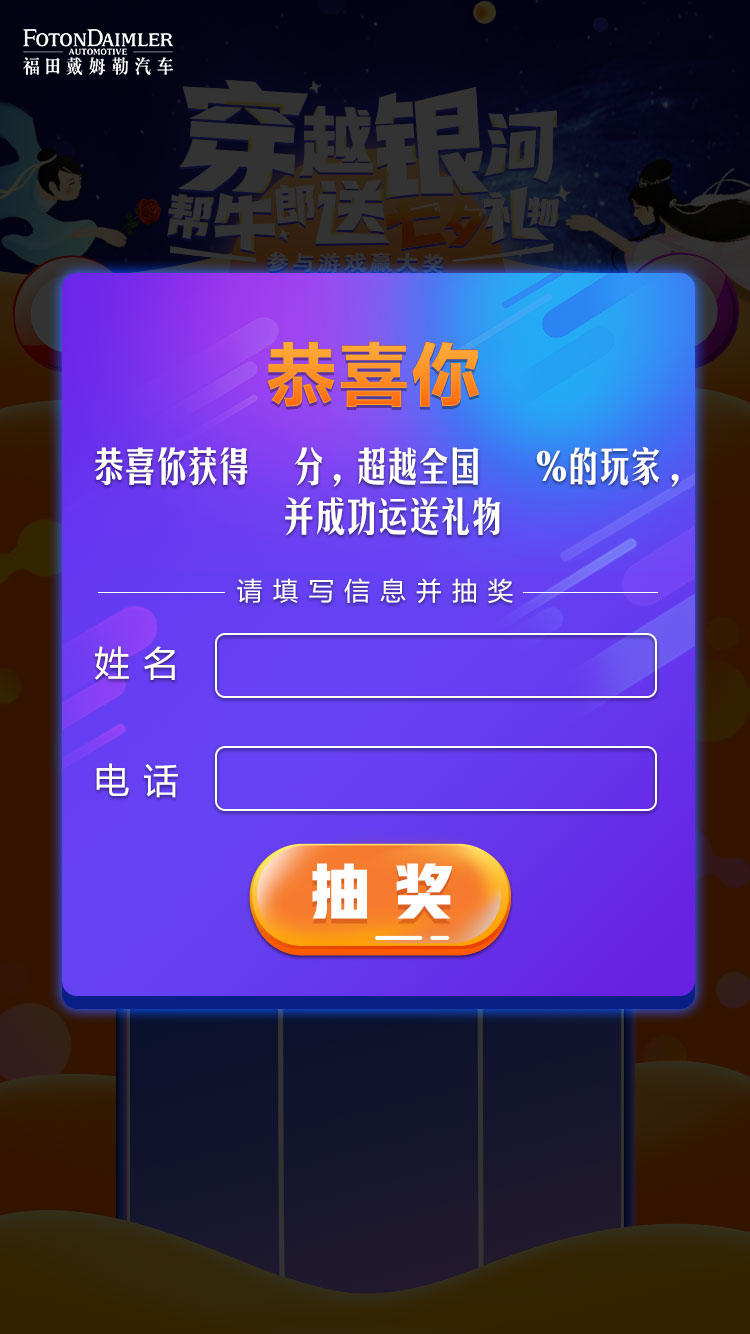 FOTONDAIMLER
AUTOMOTIVE
福田戴姆勒汽车
穿越银河
帮牛郎送七夕礼物
参与游戏赢大奖
恭喜你
恭喜你获得 分，超越全国 %的玩家，
并成功运送礼物
请填写信息并抽奖
姓名
电话
抽奖